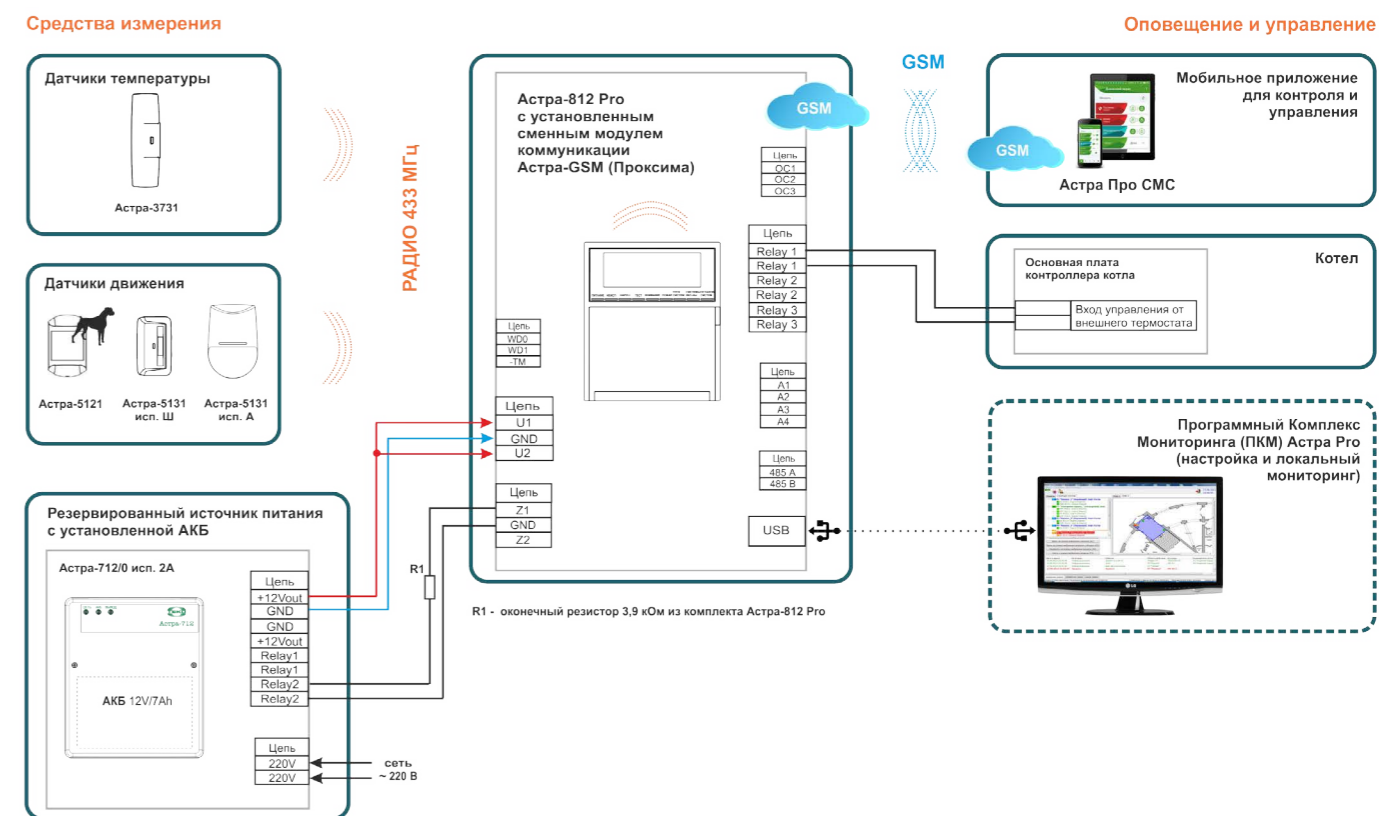 Средства измерения
Оповещение и управление
Датчики температуры
Астра-3731
Датчики движения
Астра-5121
Астра-5131
исп. Ш
Астра-5131
исп. А
РАДИО 433 МГц
Резервированный источник питания
с установленной АКБ
Астра-712/0 исп. 2А
Астра-712
АКБ 12V/7Ah
Цепь
+12Vout
GND
GND
+12Vout
Relay1
Relay1
Relay2
Relay2
Цепь
220V
220V
сеть
~ 220 В
R1
Астра-812 Pro
с установленным
сменным модулем
коммуникации
Астра-GSM (Проксима)
GSM
Цепь
OC1
OC2
OC3
Цепь
Relay 1
Relay 1
Relay 2
Relay 2
Relay 3
Relay 3
Цепь
WD0
WD1
-TM
Цепь
U1
GND
U2
Цепь
Z1
GND
Z2
Цепь
A1
A2
A3
A4
Цепь
485 A
485 B
USB
R1 - оконечный резистор 3,9 кОм из комплекта Астра-812 Pro
GSM
GSM
Мобильное приложение
для контроля и
управления
Астра Про СМС
Котел
Основная плата
контроллера котла
Вход управления от
внешнего термостата
Программный Комплекс
Мониторинга (ПКМ) Астра Pro
(настройка и локальный
мониторинг)
LG